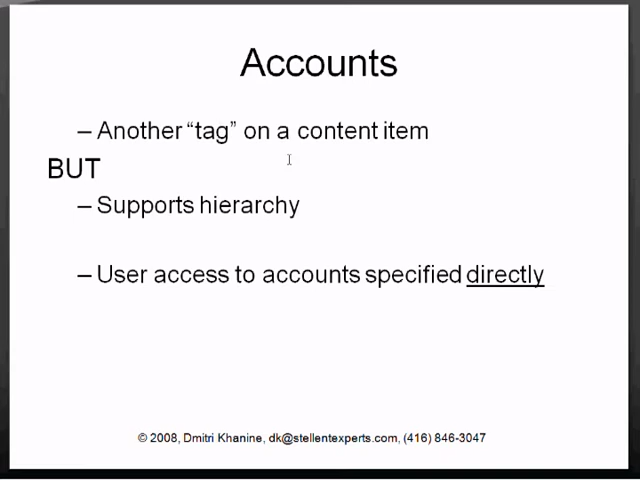 Accounts
– Another “tag” on a content item
BUT
– Supports hierarchy
– User access to accounts specified directly
© 2008, Dmitri Khanine, dk@stellentexperts.com, (416) 846-3047